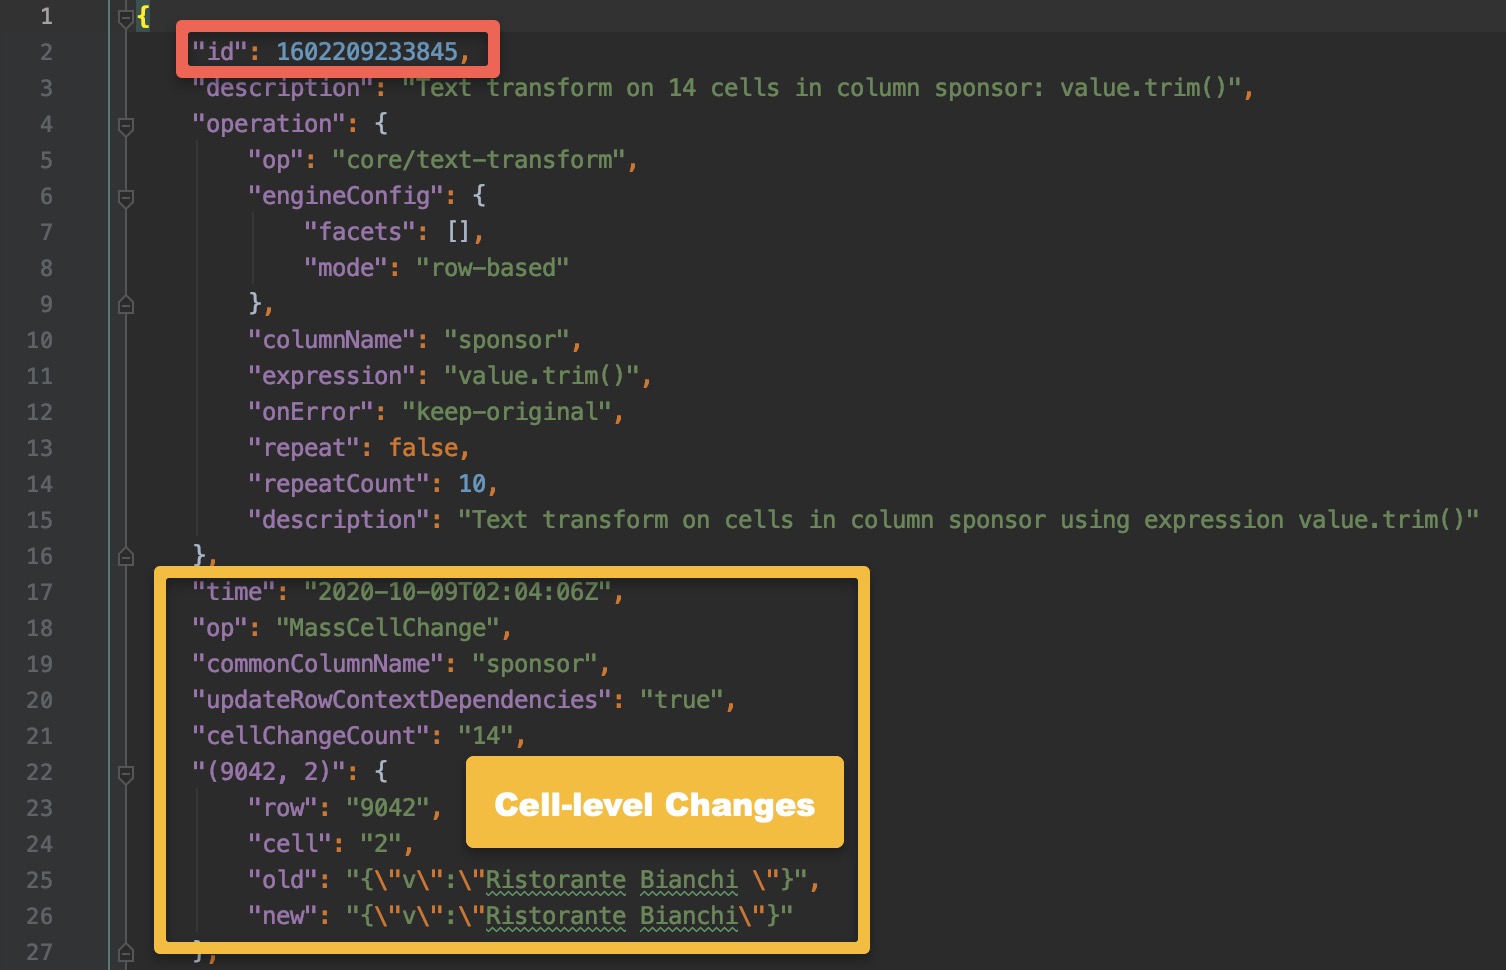 1 {
2 "id": 1602209233845,
3 "description": "Text transform on 14 cells in column sponsor: value.trim()",
4 "operation": {
5 "op": "core/text-transform",
6 "engineConfig": {
7 "facets": [],
8 "mode": "row-based"
9 },
10 "columnName": "sponsor",
11 "expression": "value.trim()",
12 "onError": "keep-original",
13 "repeat": false,
14 "repeatCount": 10,
15 "description": "Text transform on cells in column sponsor using expression value.trim()"
16 },
17 "time": "2020-10-09T02:04:06Z",
18 "op": "MassCellChange",
19 "commonColumnName": "sponsor",
20 "updateRowContextDependencies": "true",
21 "cellChangeCount": "14",
22 "(9042, 2)": {
23 "row": "9042",
Cell-level Changes
24 "cell": "2",
25 "old": "{\"v\":\"Ristorante Bianchi \"}",
26 "new": "{\"v\":\"Ristorante Bianchi\"}"
27 },